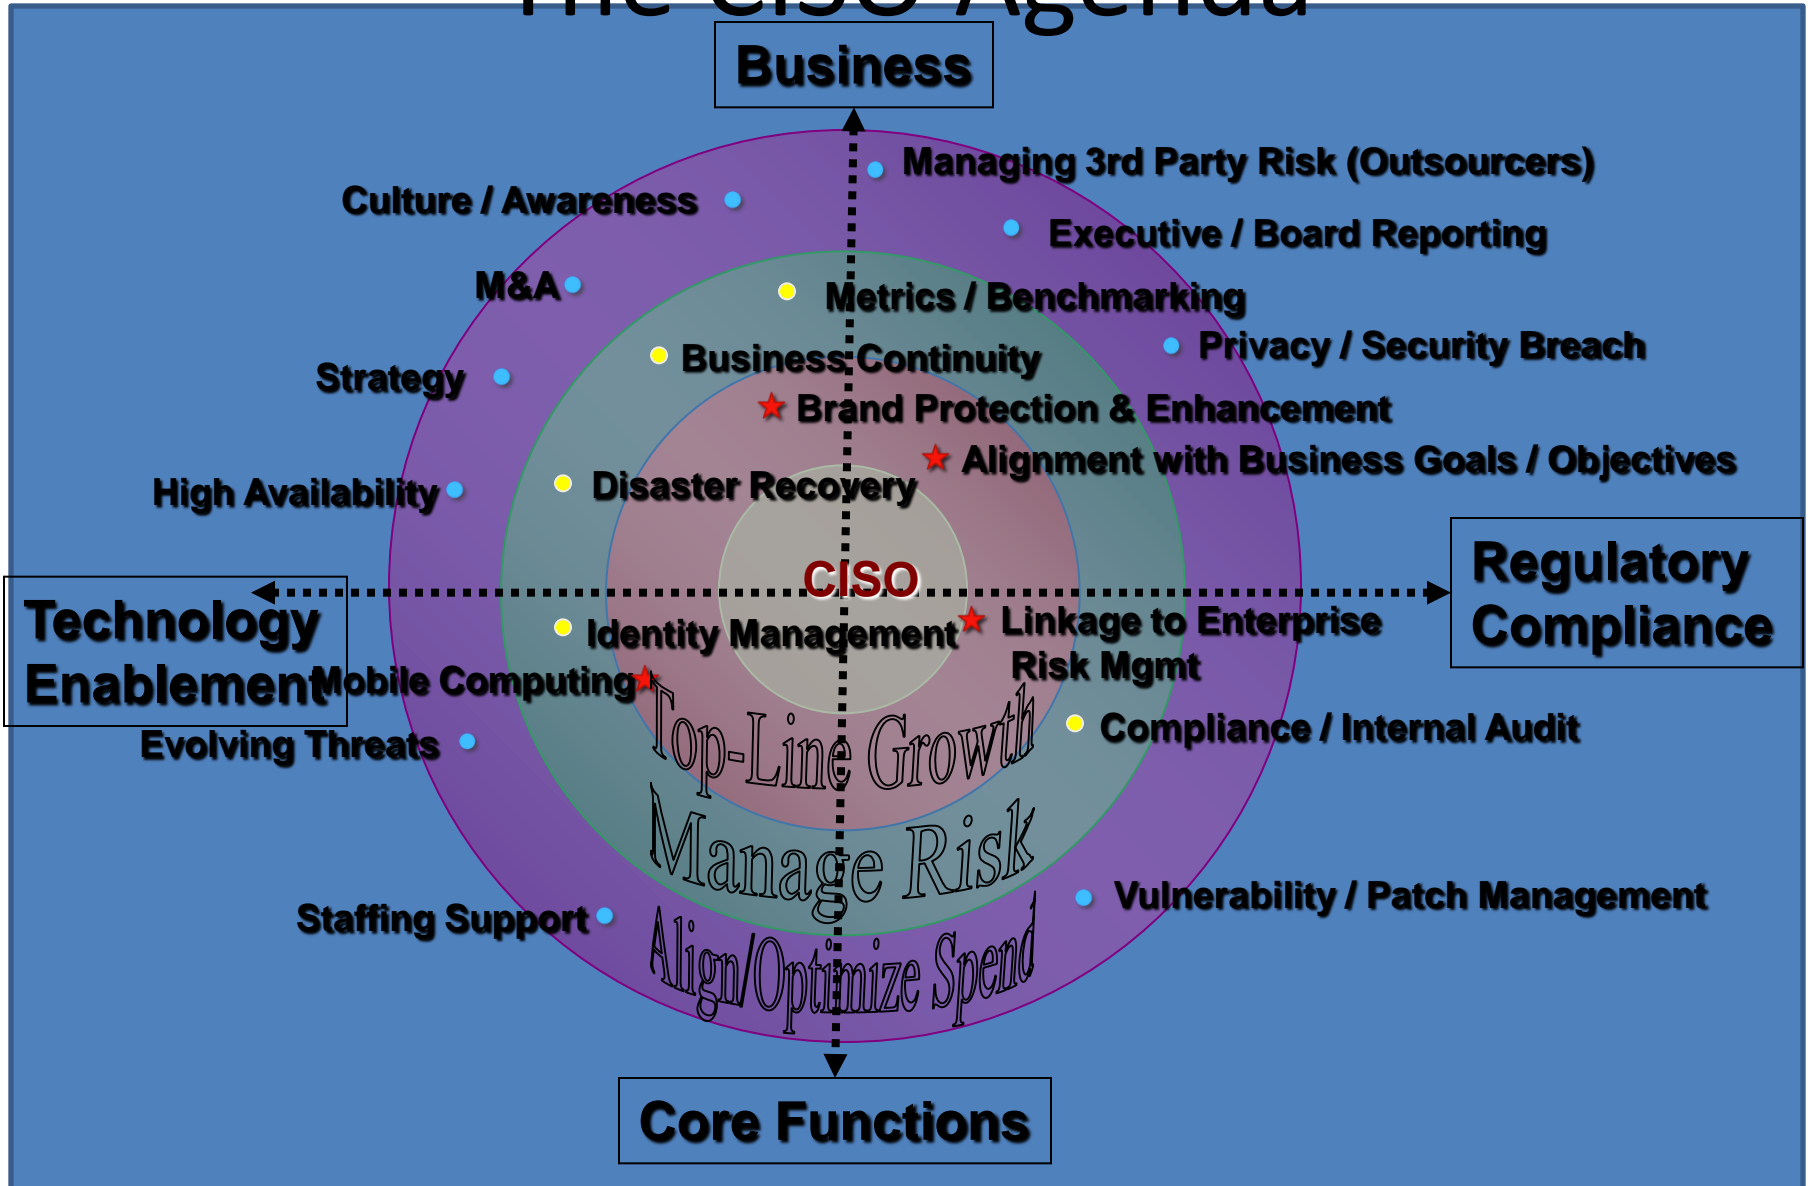 The CISO Agenda
Business
Managing 3rd Party Risk (Outsourcers)
Culture / Awareness
Executive / Board Reporting
M&A
Metrics / Benchmarking
Privacy / Security Breach
Business Continuity
Strategy
Brand Protection & Enhancement
Alignment with Business Goals / Objectives
High Availability
Disaster Recovery
CISO
Regulatory
Compliance
Technology
Enablement
Identity Management
Linkage to Enterprise
Risk Mgmt
Mobile Computing
Evolving Threats
Top-Line Growth
Compliance / Internal Audit
Manage Risk
Vulnerability / Patch Management
Staffing Support
Align/Optimize Spend
Core Functions